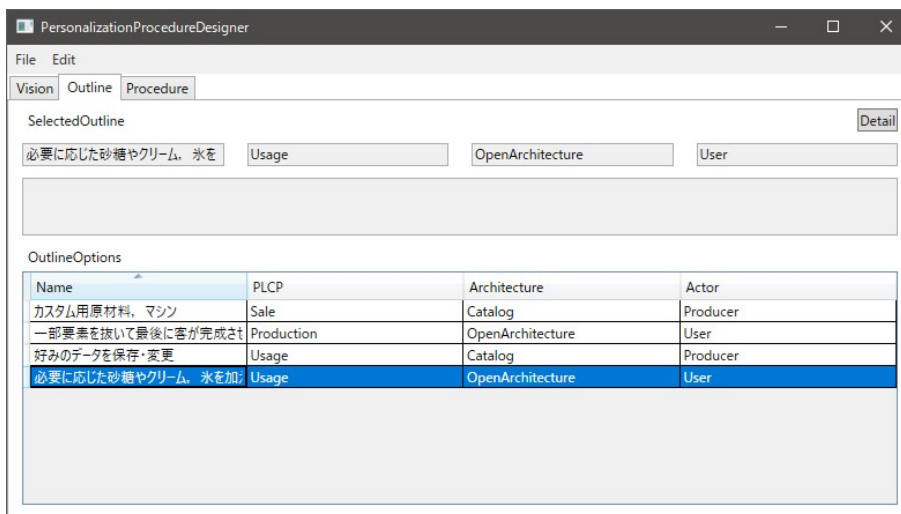 PersonalizationProcedureDesigner
File Edit
Vision Outline Procedure
SelectedOutline Detail
必要に応じた砂糖やクリーム，氷を Usage OpenArchitecture User
OutlineOptions
Name PLCP Architecture Actor
カスタム用原材料，マシン Sale Catalog Producer
一部要素を抜いて最後に客が完成さ Production OpenArchitecture User
好みのデータを保存・変更 Usage Catalog Producer
必要に応じた砂糖やクリーム，氷を加 Usage OpenArchitecture User